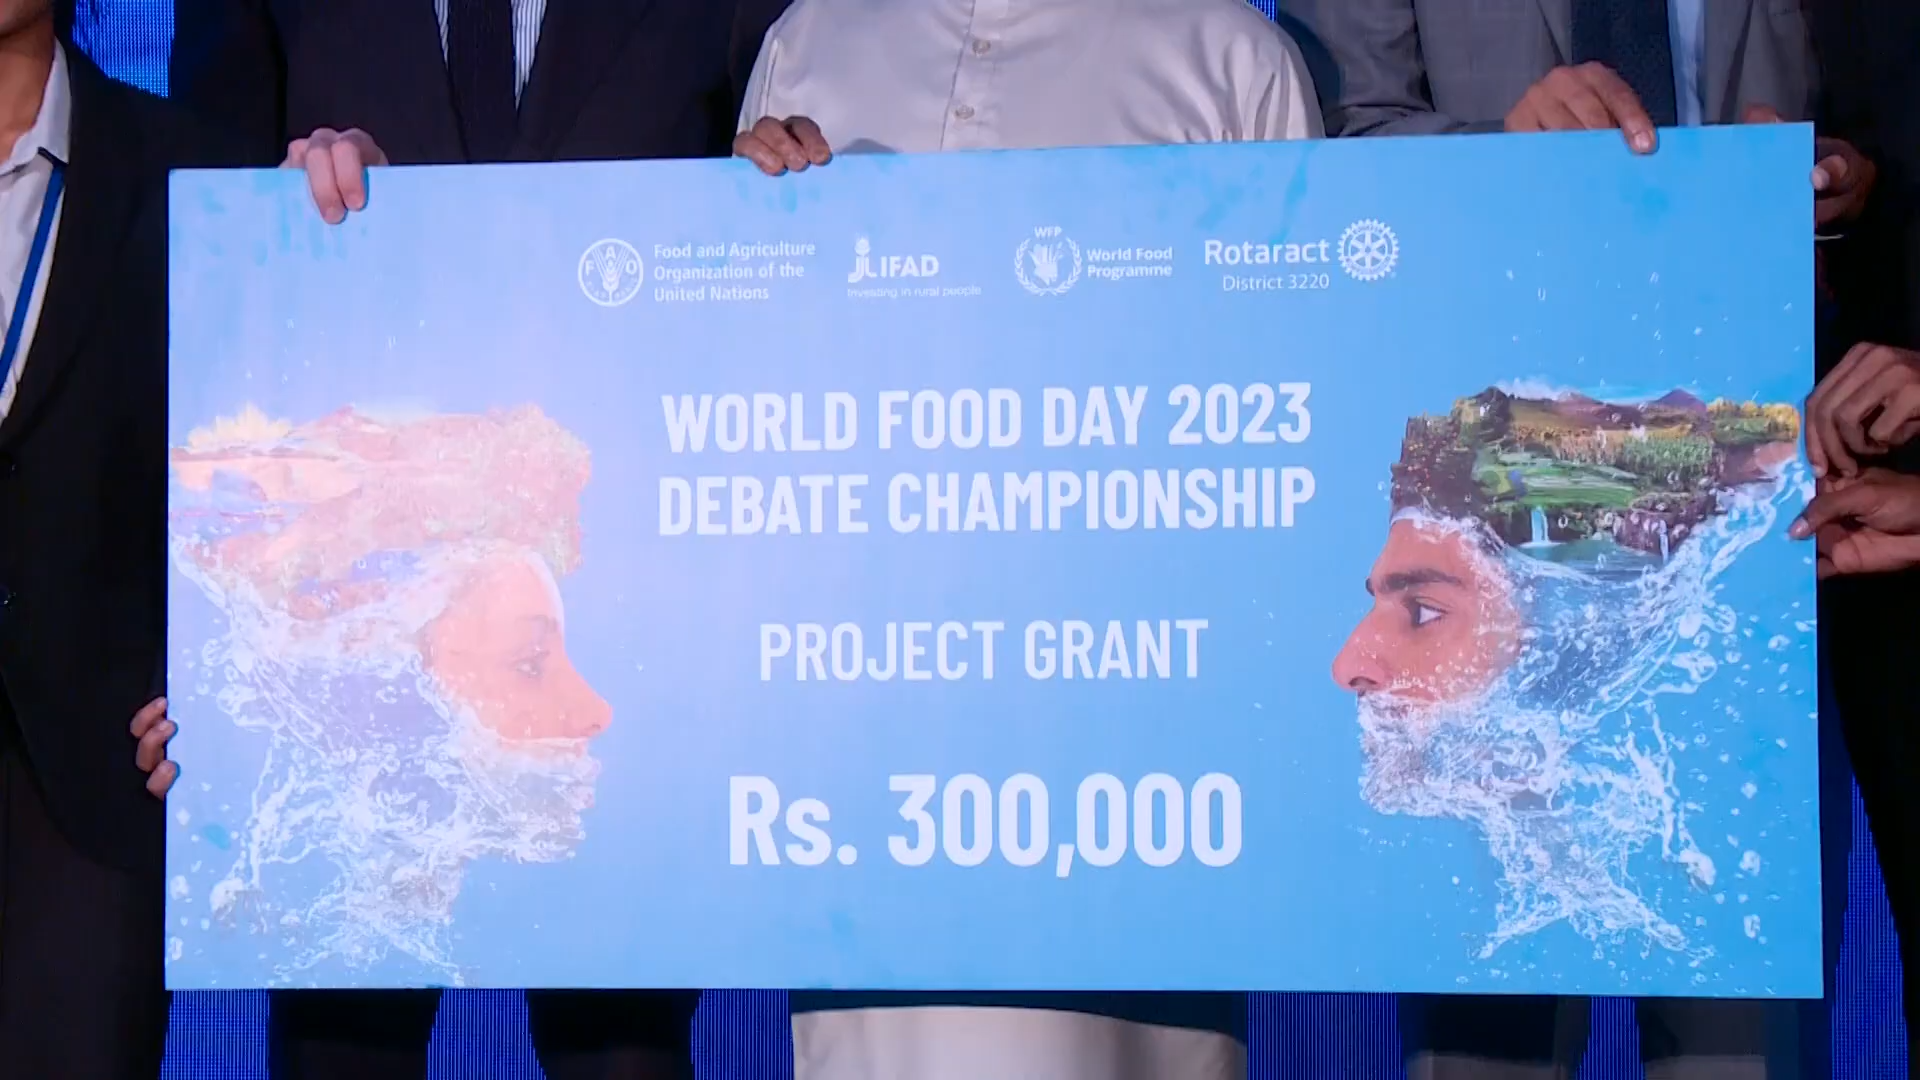 FAO
Food and Agriculture
Organization of the
United Nations
IFAD
Investing in rural people
WFP
World Food
Programme
Rotaract
District 3220
WORLD FOOD DAY 2023
DEBATE CHAMPIONSHIP
PROJECT GRANT
Rs. 300,000